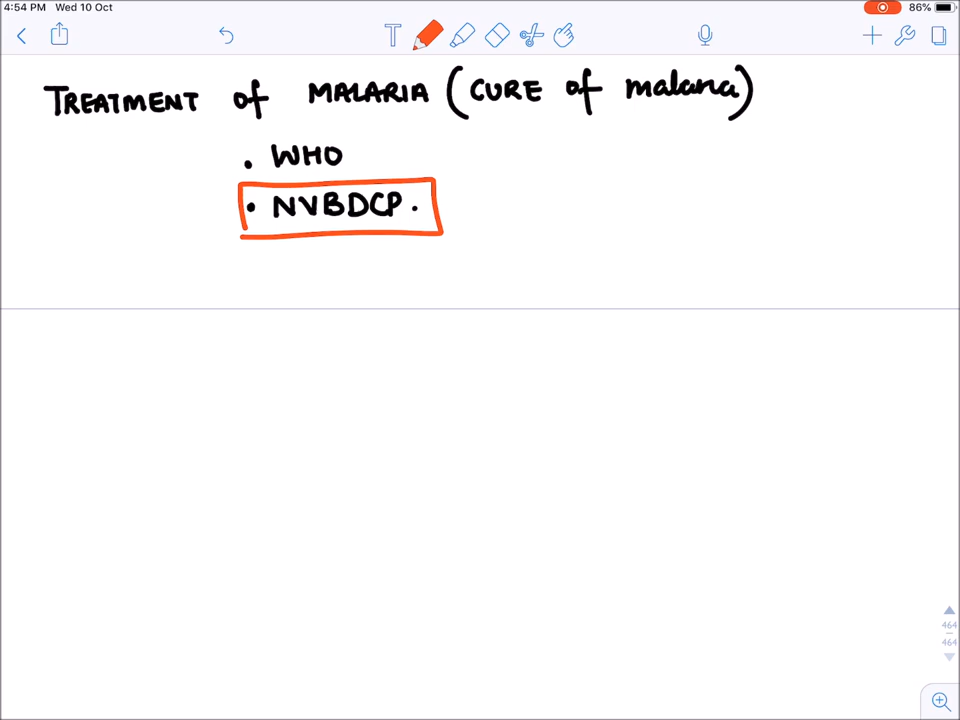 4:54 PM Wed 10 Oct 86%
TREATMENT of MALARIA (CURE of malaria)
• WHO
• NVBDCP.
464
464